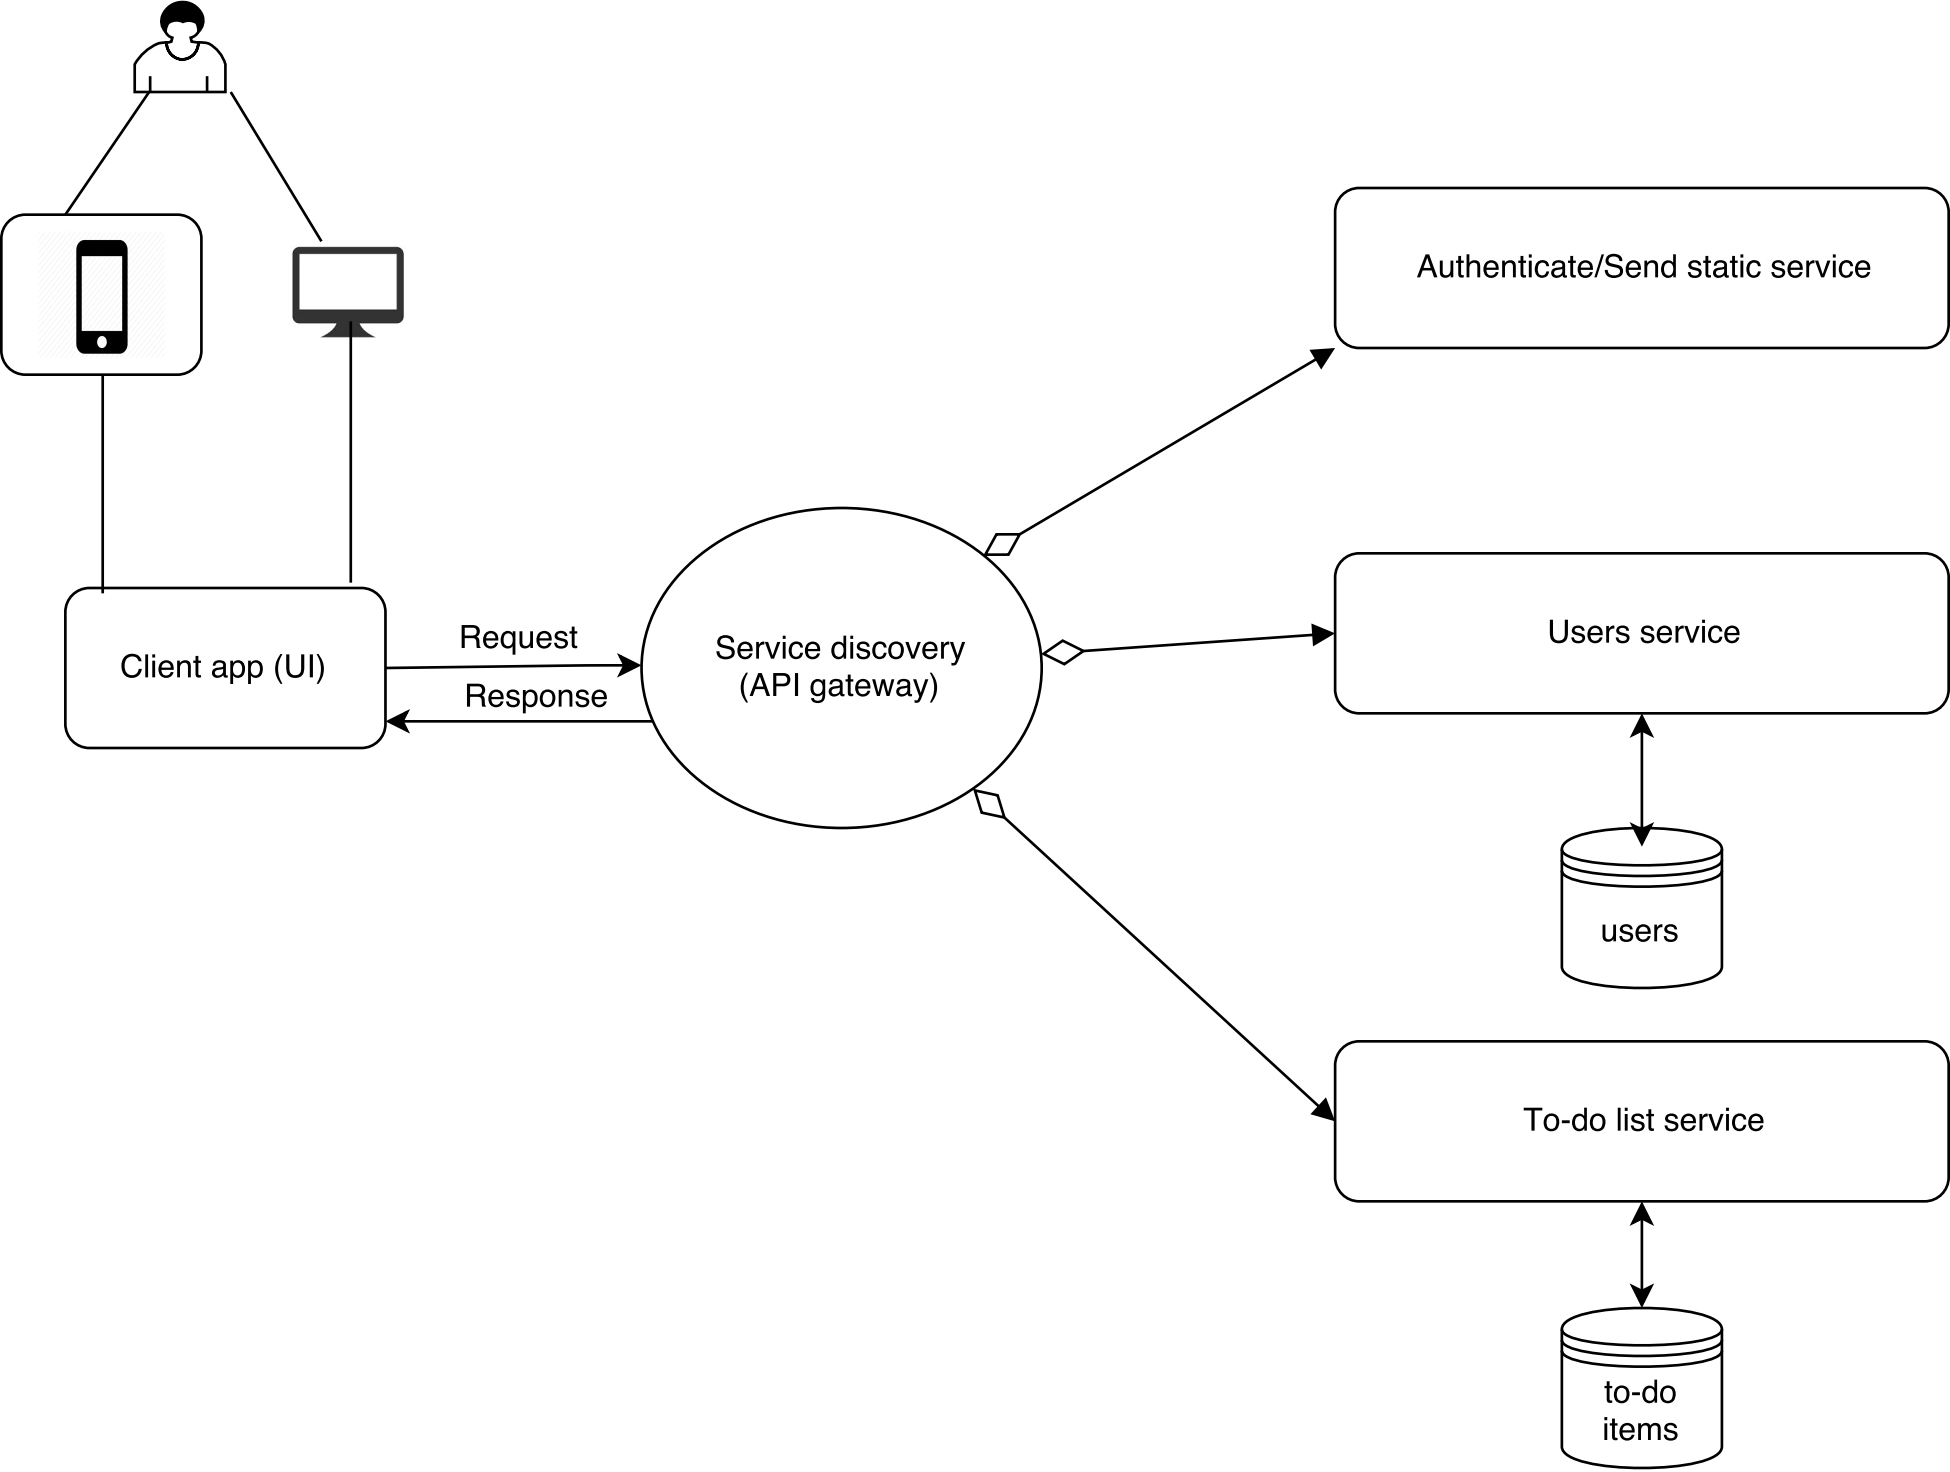 Authenticate/Send static service
Request
Service discovery
(API gateway)
Users service
Client app (UI)
Response
users
To-do list service
to-do
items